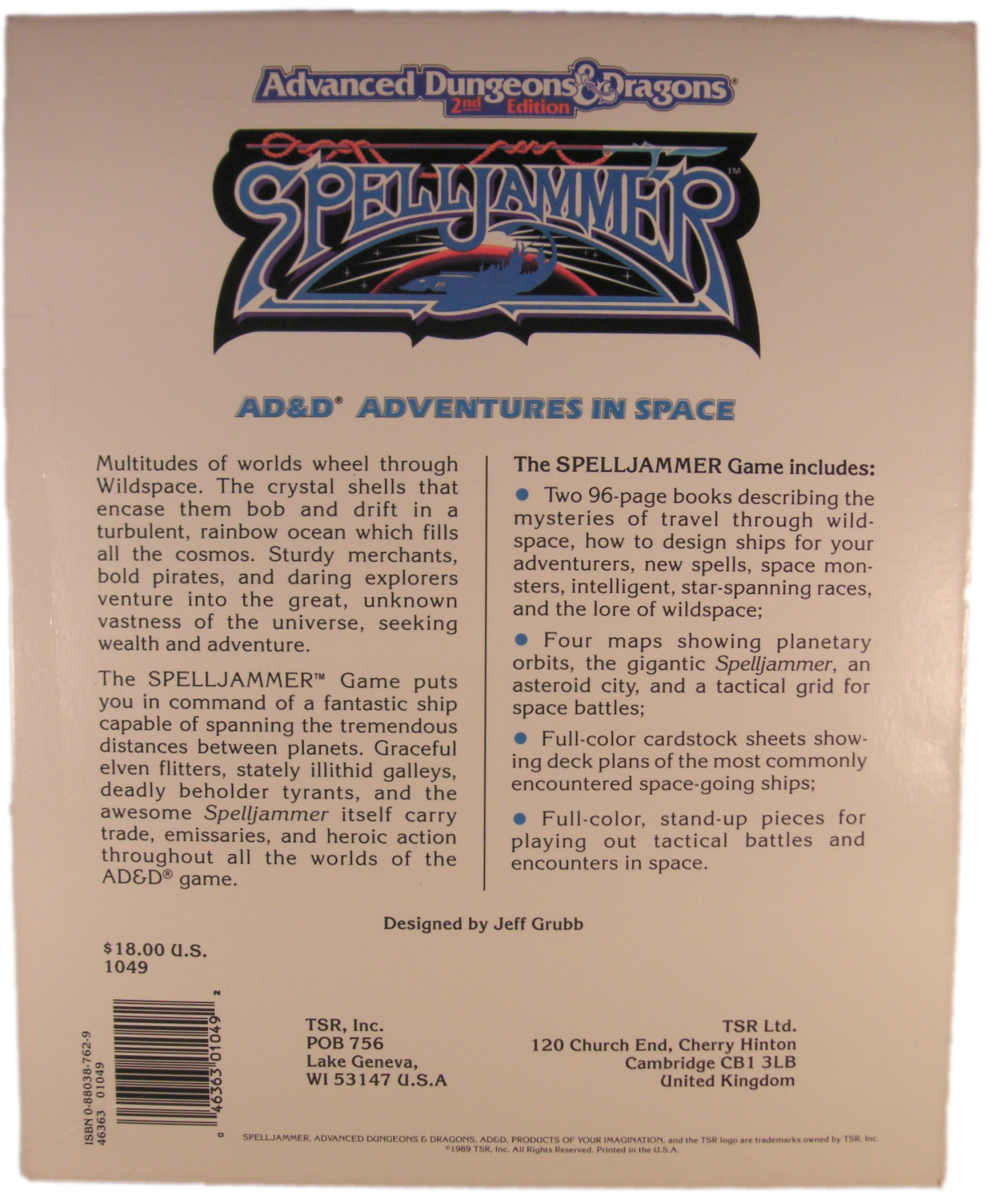 Advanced Dungeons & Dragons®
2nd Edition
SPELLJAMMER™
AD&D® ADVENTURES IN SPACE
Multitudes of worlds wheel through
Wildspace. The crystal shells that
encase them bob and drift in a
turbulent, rainbow ocean which fills
all the cosmos. Sturdy merchants,
bold pirates, and daring explorers
venture into the great, unknown
vastness of the universe, seeking
wealth and adventure.
The SPELLJAMMER™ Game puts
you in command of a fantastic ship
capable of spanning the tremendous
distances between planets. Graceful
elven flitters, stately illithid galleys,
deadly beholder tyrants, and the
awesome Spelljammer itself carry
trade, emissaries, and heroic action
throughout all the worlds of the
AD&D® game.
The SPELLJAMMER Game includes:
• Two 96-page books describing the
mysteries of travel through wild-
space, how to design ships for your
adventurers, new spells, space mon-
sters, intelligent, star-spanning races,
and the lore of wildspace;
• Four maps showing planetary
orbits, the gigantic Spelljammer, an
asteroid city, and a tactical grid for
space battles;
• Full-color cardstock sheets show-
ing deck plans of the most commonly
encountered space-going ships;
• Full-color, stand-up pieces for
playing out tactical battles and
encounters in space.
Designed by Jeff Grubb
$18.00 U.S.
1049
ISBN 0-88038-762-9
46363 01049
0 46363 01049 2
TSR, Inc.
POB 756
Lake Geneva,
WI 53147 U.S.A
TSR Ltd.
120 Church End, Cherry Hinton
Cambridge CB1 3LB
United Kingdom
SPELLJAMMER, ADVANCED DUNGEONS & DRAGONS, AD&D, PRODUCTS OF YOUR IMAGINATION, and the TSR logo are trademarks owned by TSR, Inc.
©1989 TSR, Inc. All Rights Reserved. Printed in the U.S.A.